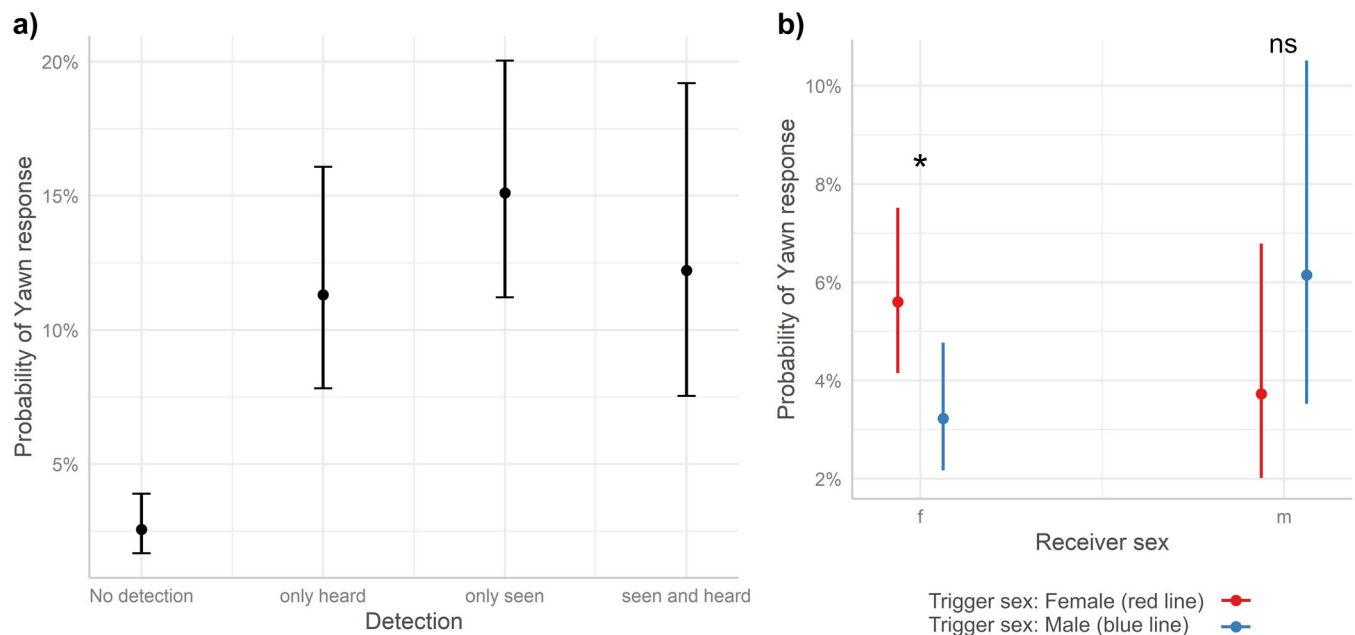 a)
Probability of Yawn response
20%
15%
10%
5%
No detection
only heard
only seen
seen and heard
Detection
b)
Probability of Yawn response
10%
8%
6%
4%
2%
*
ns
f
m
Receiver sex
Trigger sex: Female (red line)
Trigger sex: Male (blue line)